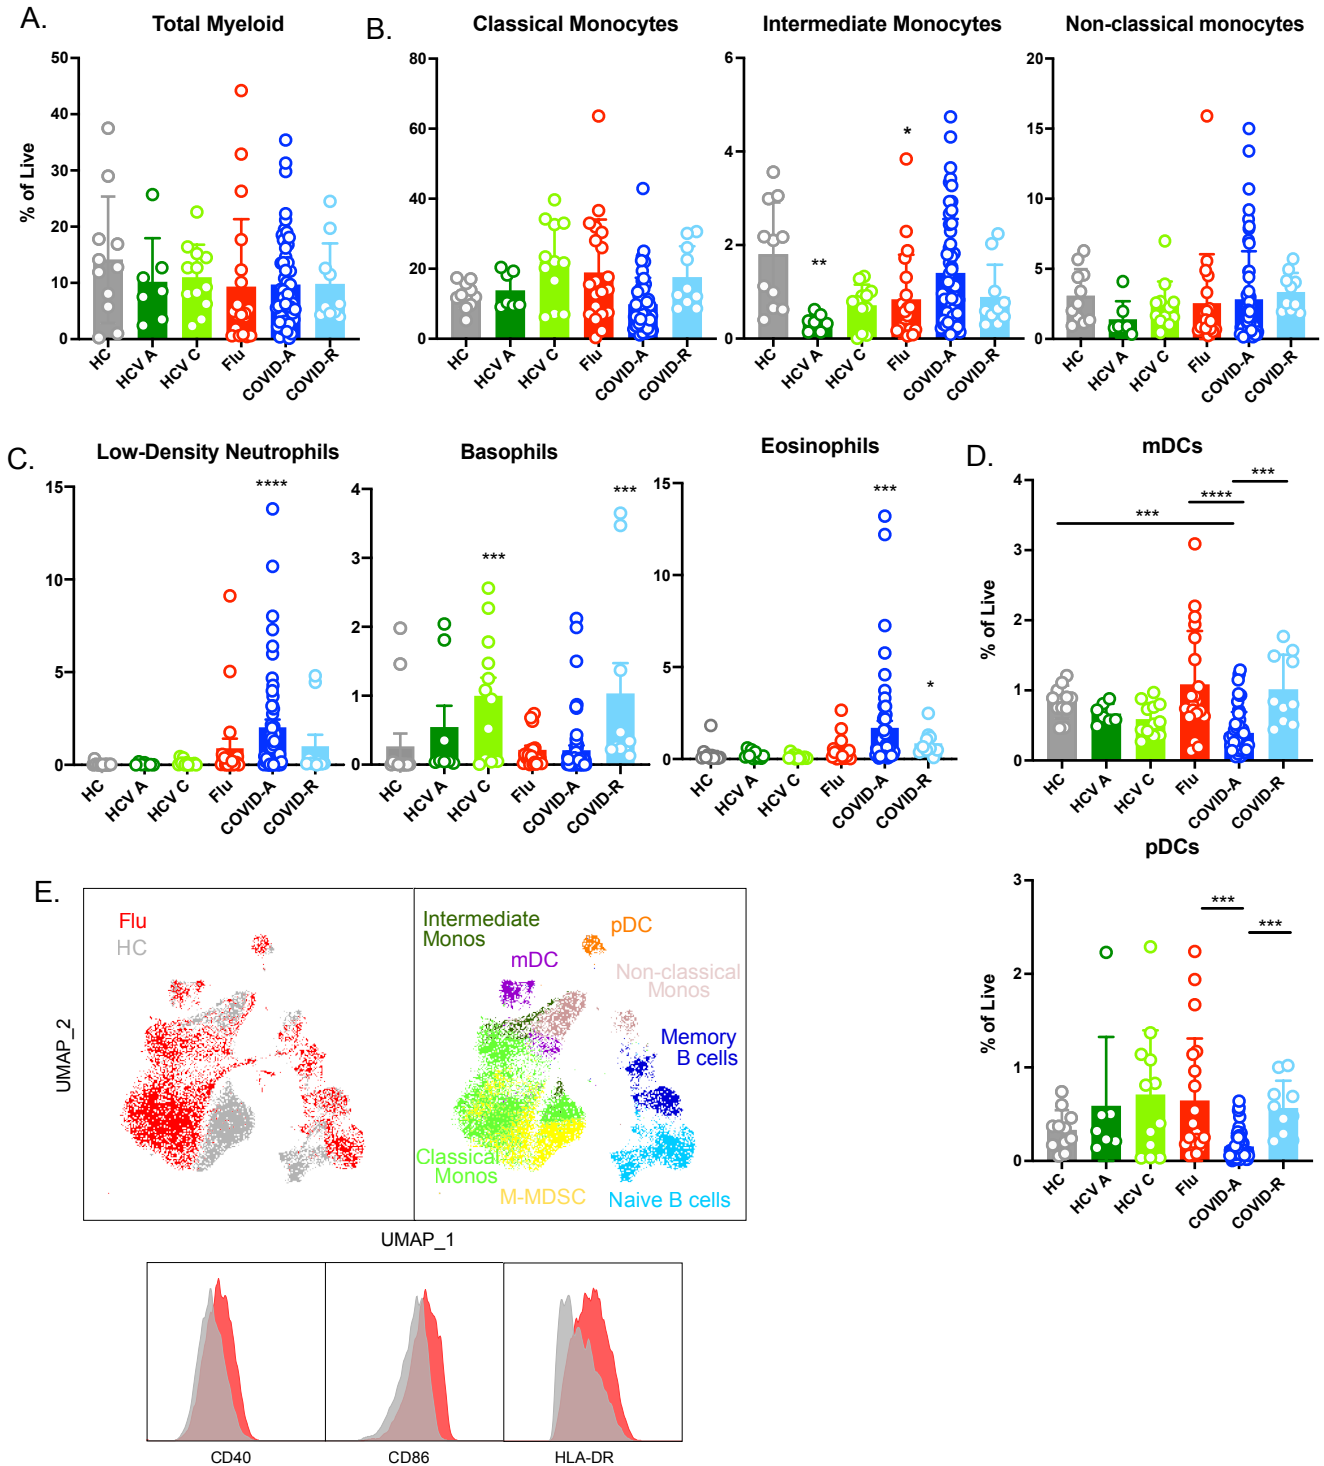 A.
Total Myeloid
% of Live
50
40
30
20
10
0
HC
HCV A
HCV C
Flu
COVID-A
COVID-R
B.
Classical Monocytes
80
60
40
20
0
HC
HCV A
HCV C
Flu
COVID-A
COVID-R
Intermediate Monocytes
6
4
2
0
**
*
HC
HCV A
HCV C
Flu
COVID-A
COVID-R
Non-classical monocytes
20
15
10
5
0
HC
HCV A
HCV C
Flu
COVID-A
COVID-R
C.
Low-Density Neutrophils
15
10
5
0
****
HC
HCV A
HCV C
Flu
COVID-A
COVID-R
Basophils
4
3
2
1
0
***
***
HC
HCV A
HCV C
Flu
COVID-A
COVID-R
Eosinophils
15
10
5
0
***
*
HC
HCV A
HCV C
Flu
COVID-A
COVID-R
D.
mDCs
% of Live
4
3
2
1
0
***
****
***
HC
HCV A
HCV C
Flu
COVID-A
COVID-R
pDCs
% of Live
3
2
1
0
***
***
HC
HCV A
HCV C
Flu
COVID-A
COVID-R
E.
UMAP_2
Flu
HC
Intermediate
Monos
pDC
mDC
Non-classical
Monos
Memory
B cells
Classical
Monos
M-MDSC
Naive B cells
UMAP_1
CD40
CD86
HLA-DR